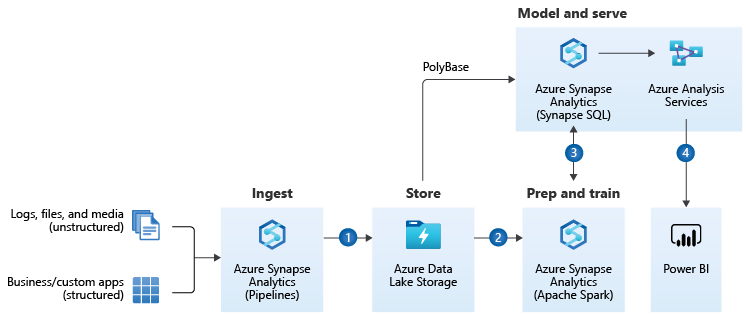 Model and serve
PolyBase
Azure Synapse
Analytics
(Synapse SQL)
Azure Analysis
Services
3
4
Ingest
Store
Prep and train
Logs, files, and media
(unstructured)
Business/custom apps
(structured)
Azure Synapse
Analytics
(Pipelines)
1
Azure Data
Lake Storage
2
Azure Synapse
Analytics
(Apache Spark)
Power BI